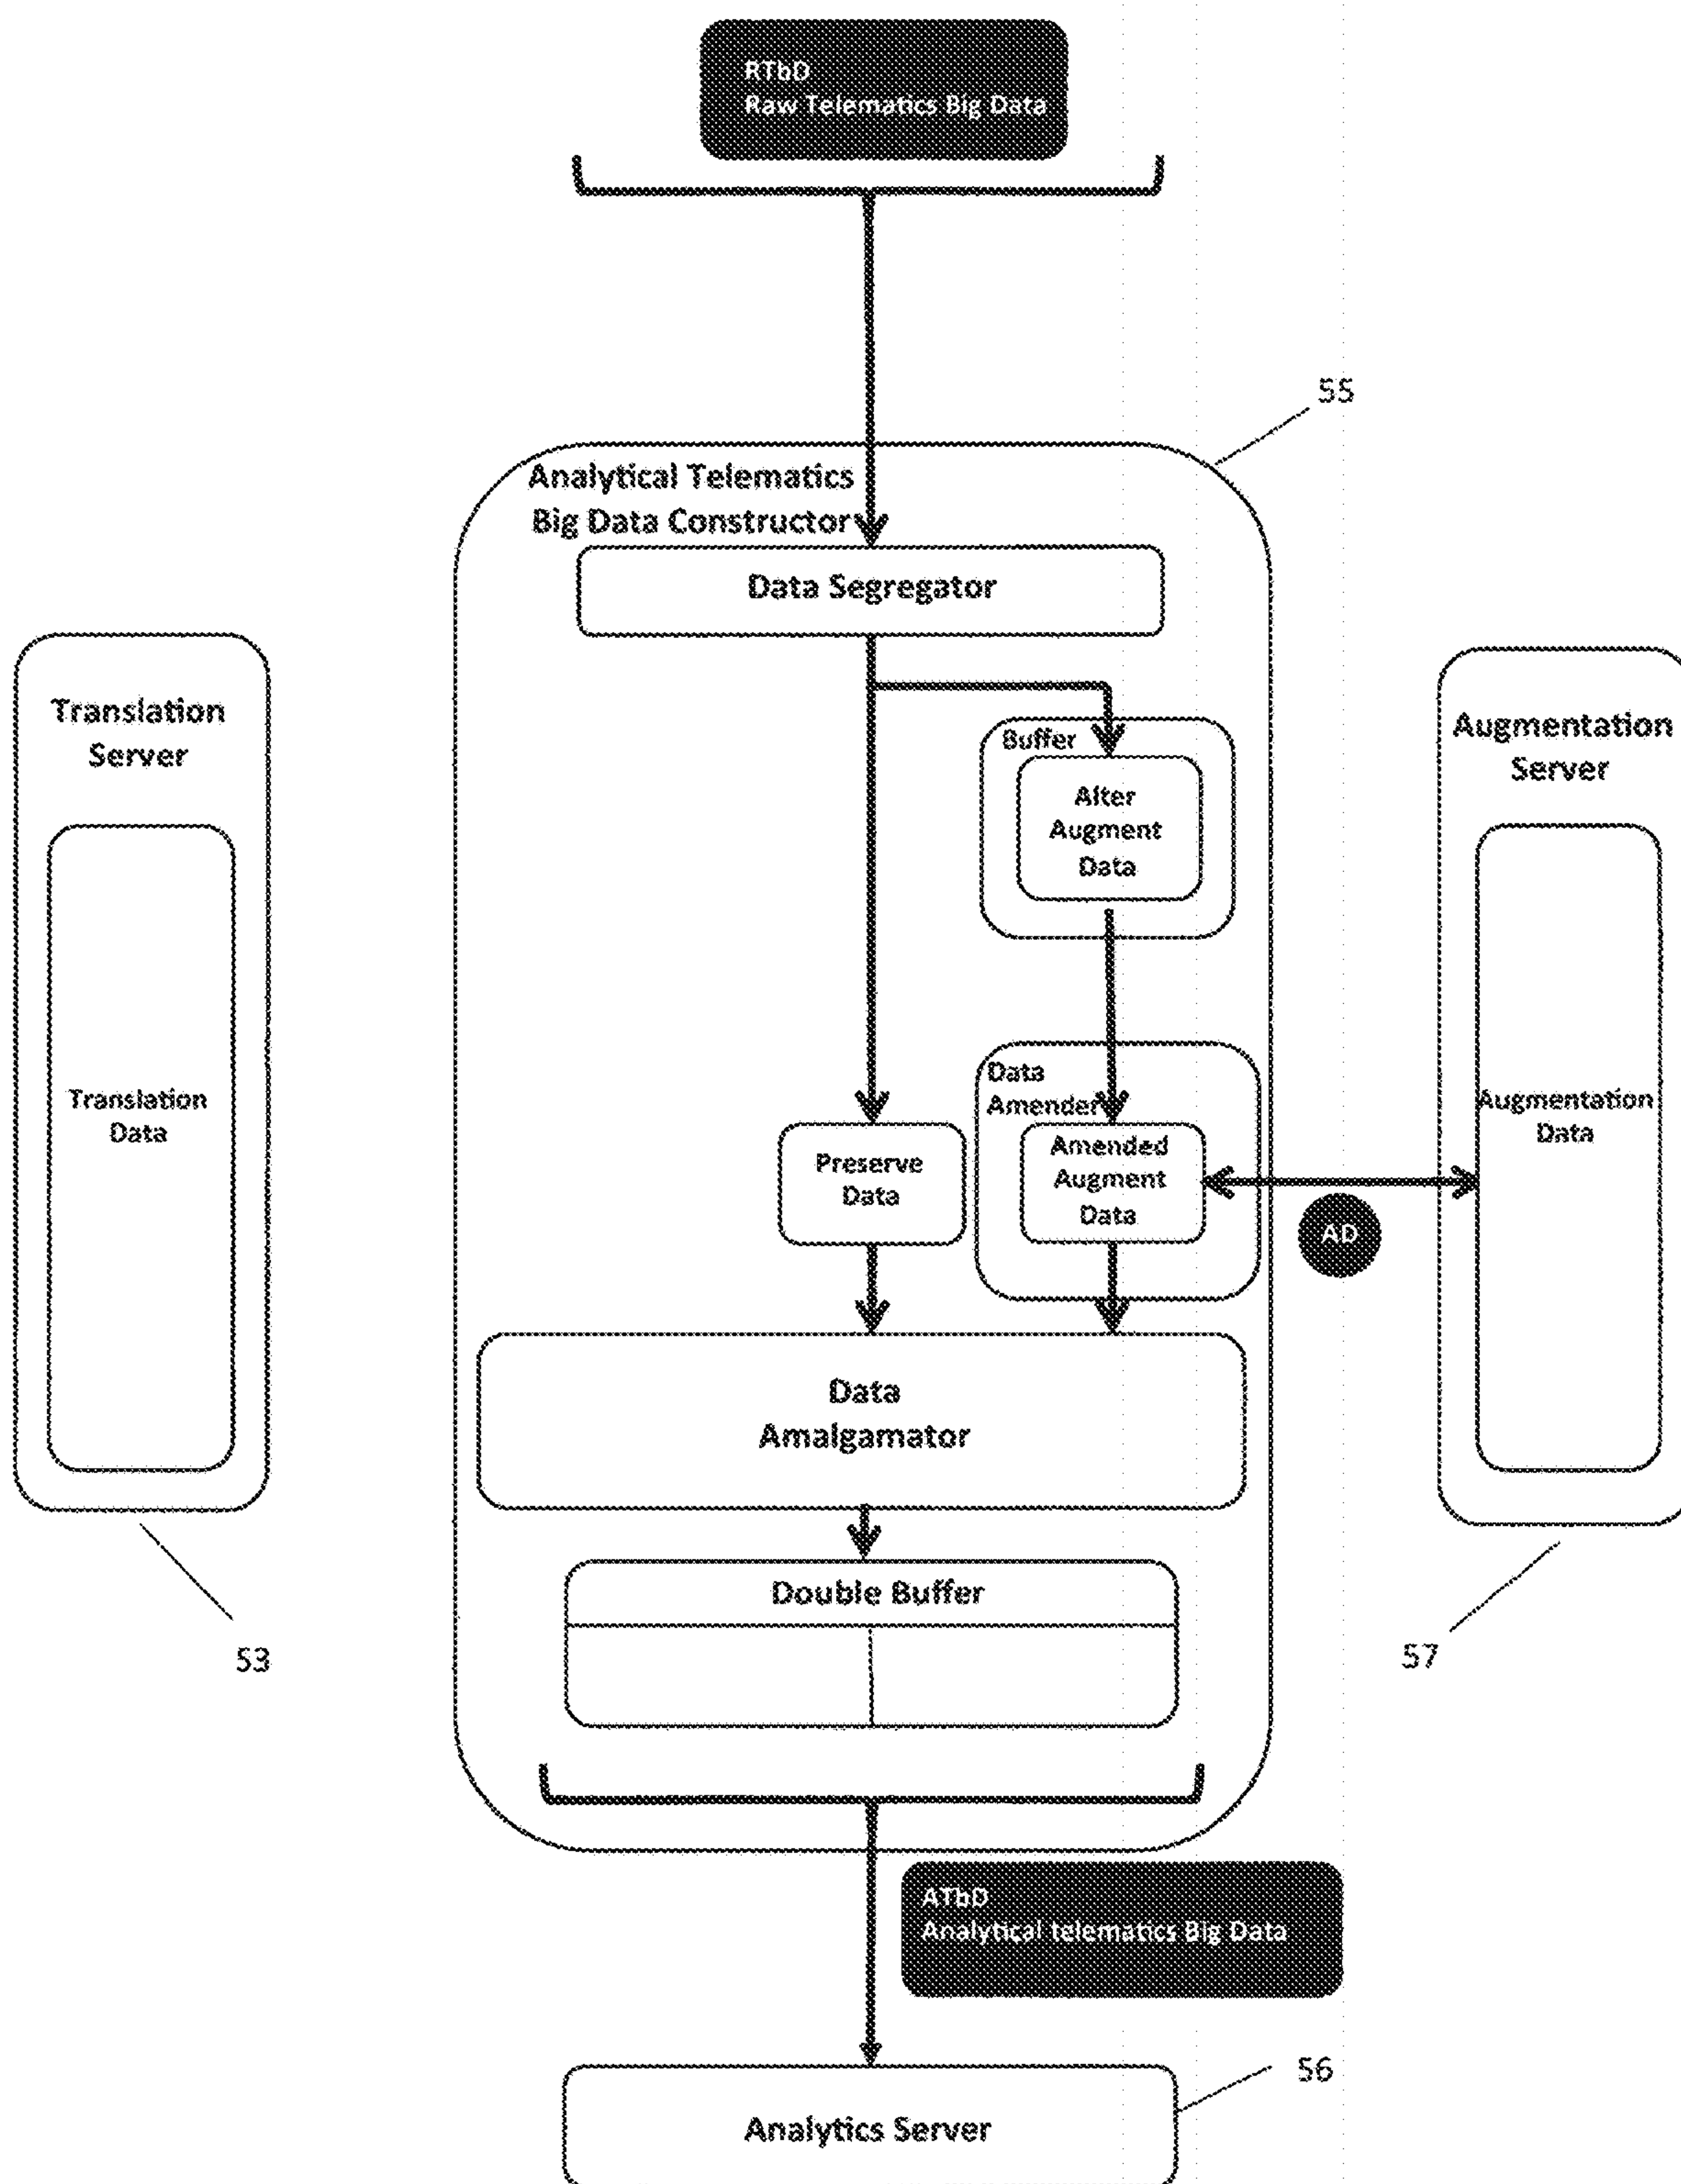 RTbD
Raw Telematics Big Data
55
Analytical Telematics
Big Data Constructor
Data Segregator
Translation
Server
Buffer
Augmentation
Server
Alter
Augment
Data
Translation
Data
Data
Amender
Augmentation
Data
Preserve
Data
Amended
Augment
Data
AD
Data
Amalgamator
Double Buffer
53
57
ATbD
Analytical telematics Big Data
56
Analytics Server